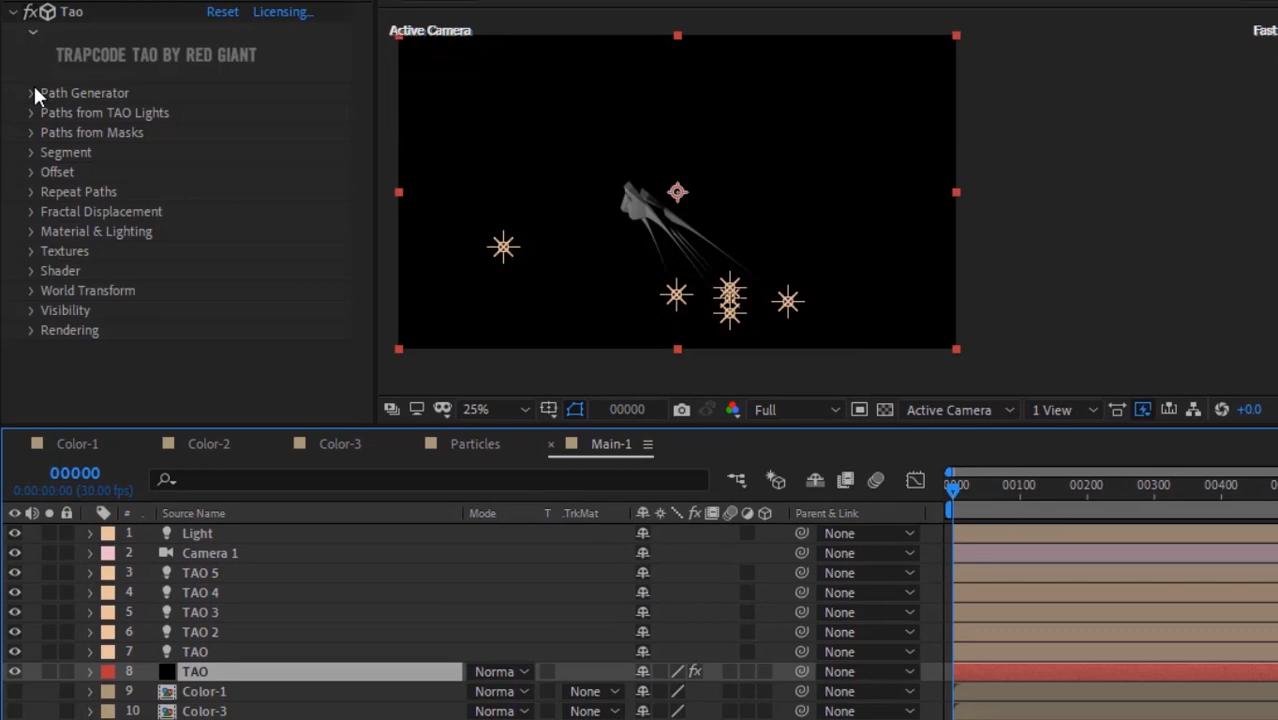 fx Tao Reset Licensing...
TRAPCODE TAO BY RED GIANT
Path Generator
Paths from TAO Lights
Paths from Masks
Segment
Offset
Repeat Paths
Fractal Displacement
Material & Lighting
Textures
Shader
World Transform
Visibility
Rendering
Active Camera Fast
25% 00000 Full Active Camera 1 View +0.0
Color-1 Color-2 Color-3 Particles × Main-1
00000
0:00:00:00 (30.00 fps)
0000 00100 00200 00300 00400
# Source Name Mode T .TrkMat fx Parent & Link
1 Light None
2 Camera 1 None
3 TAO 5 None
4 TAO 4 None
5 TAO 3 None
6 TAO 2 None
7 TAO None
8 TAO Norma fx None
9 Color-1 Norma None None
10 Color-3 Norma None None